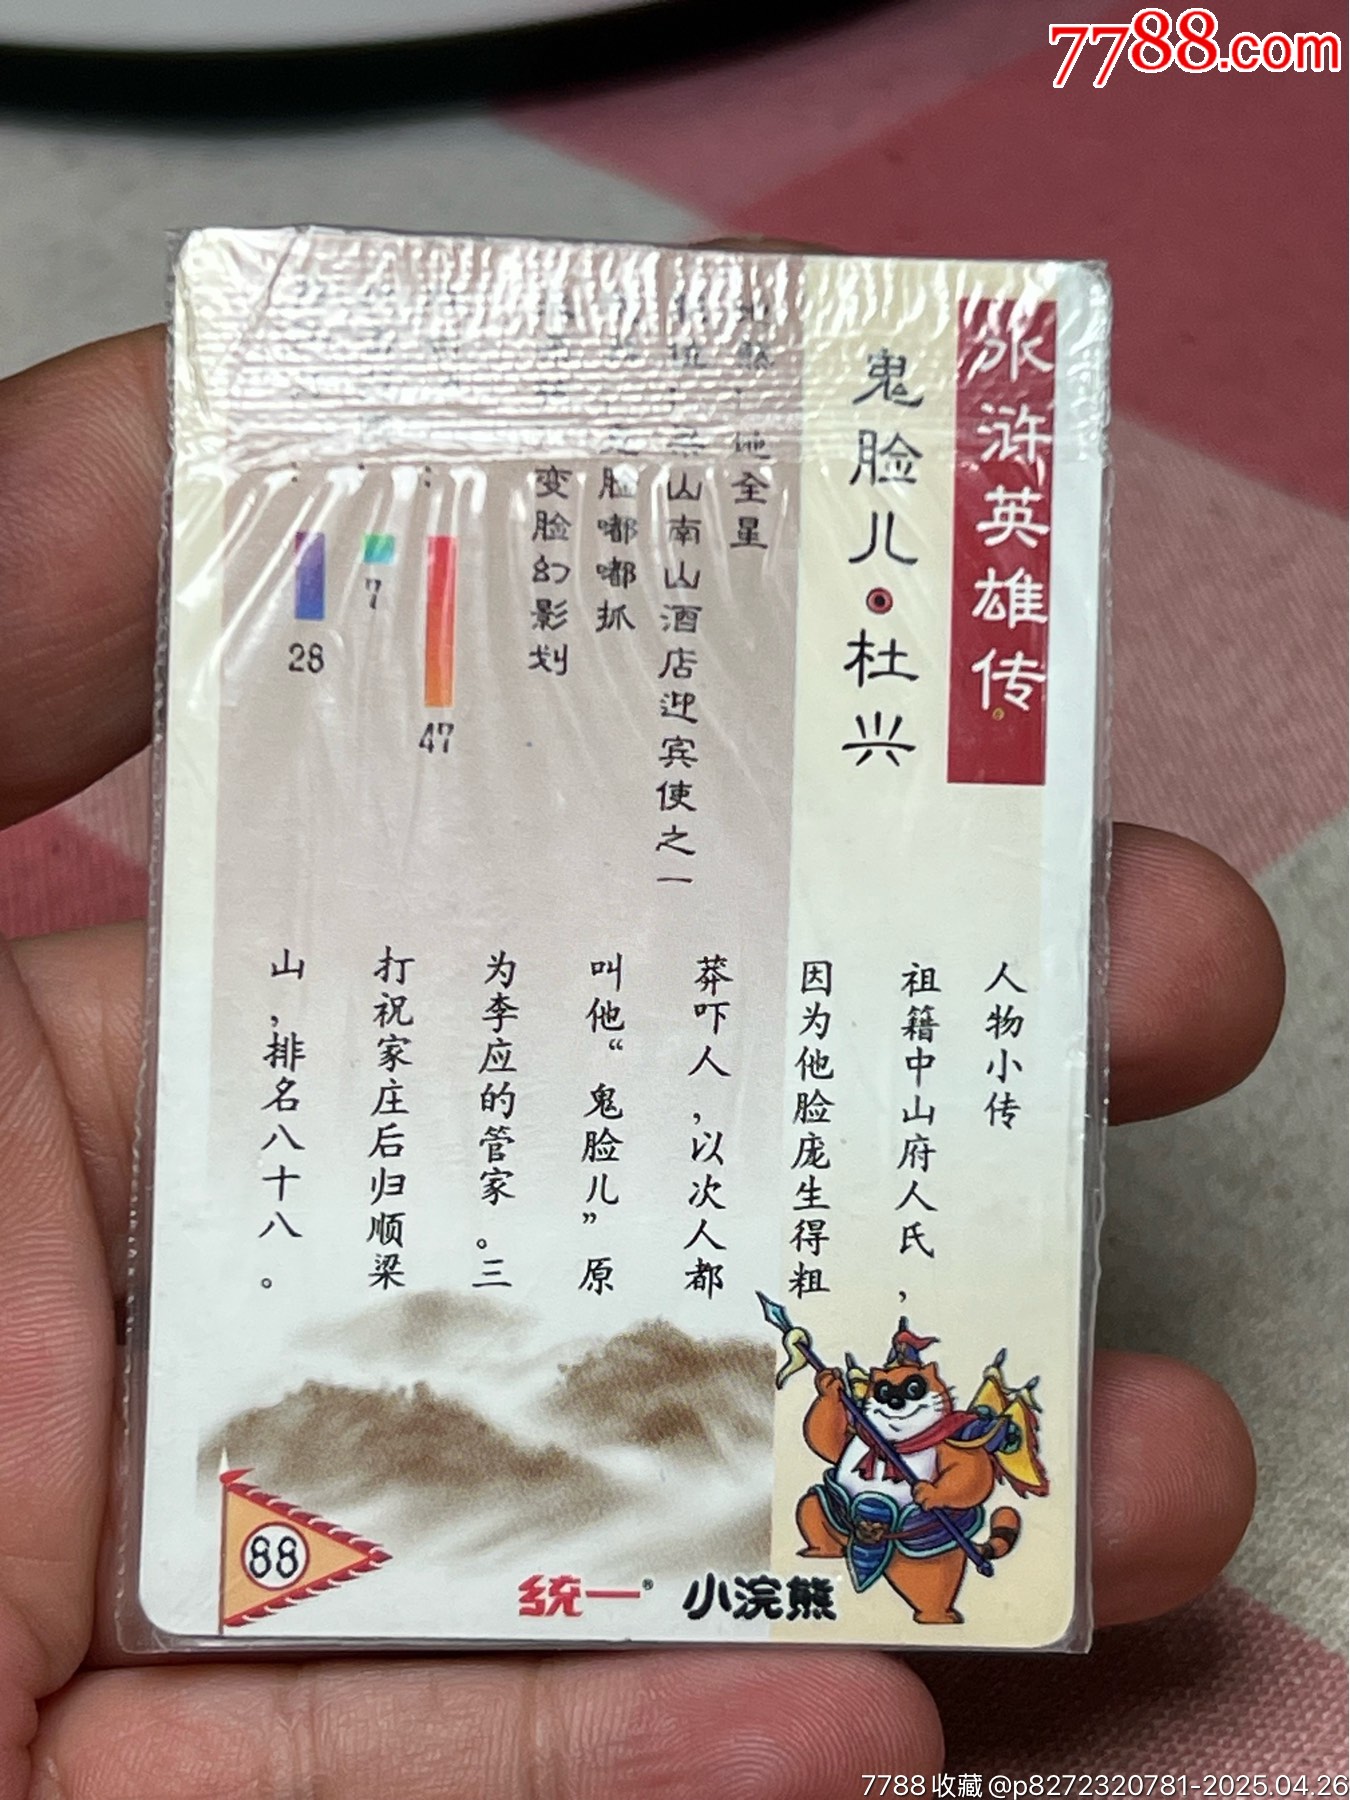 7788.com
水浒英雄传
鬼脸儿·杜兴
地全星
山南山酒店迎宾使之一
脸嘟嘟抓
变脸幻影划
47
7
28
人物小传
祖籍中山府人氏，
因为他脸庞生得粗
莽吓人，以次人都
叫他“鬼脸儿”原
为李应的管家。三
打祝家庄后归顺梁
山，排名八十八。
88
统一® 小浣熊
7788收藏@p8272320781-2025.04.26